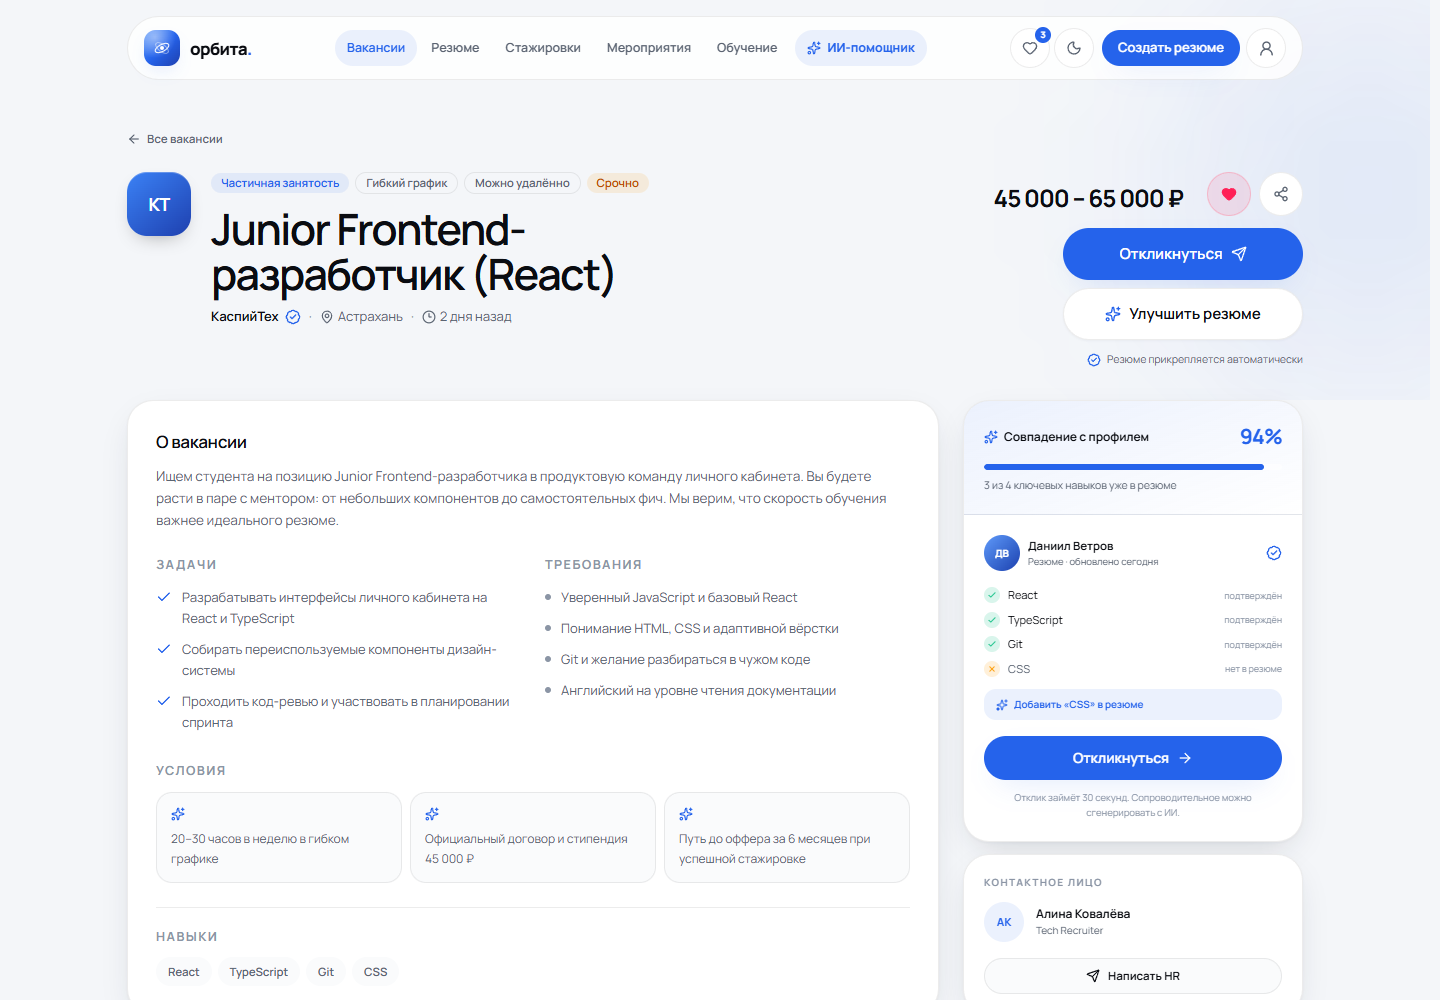 орбита.
Вакансии
Резюме
Стажировки
Мероприятия
Обучение
ИИ-помощник
3
Создать резюме
Все вакансии
КТ
Частичная занятость
Гибкий график
Можно удалённо
Срочно
45 000 – 65 000 ₽
Junior Frontend-
разработчик (React)
КаспийТех · Астрахань · 2 дня назад
Откликнуться
Улучшить резюме
Резюме прикрепляется автоматически
О вакансии
Ищем студента на позицию Junior Frontend-разработчика в продуктовую команду личного кабинета. Вы будете
расти в паре с ментором: от небольших компонентов до самостоятельных фич. Мы верим, что скорость обучения
важнее идеального резюме.
ЗАДАЧИ
Разрабатывать интерфейсы личного кабинета на
React и TypeScript
Собирать переиспользуемые компоненты дизайн-
системы
Проходить код-ревью и участвовать в планировании
спринта
ТРЕБОВАНИЯ
Уверенный JavaScript и базовый React
Понимание HTML, CSS и адаптивной вёрстки
Git и желание разбираться в чужом коде
Английский на уровне чтения документации
УСЛОВИЯ
20–30 часов в неделю в гибком
графике
Официальный договор и стипендия
45 000 ₽
Путь до оффера за 6 месяцев при
успешной стажировке
НАВЫКИ
React
TypeScript
Git
CSS
Совпадение с профилем
94%
3 из 4 ключевых навыков уже в резюме
ДВ
Даниил Ветров
Резюме · обновлено сегодня
React
подтверждён
TypeScript
подтверждён
Git
подтверждён
CSS
нет в резюме
Добавить «CSS» в резюме
Откликнуться
Отклик займёт 30 секунд. Сопроводительное можно
сгенерировать с ИИ.
КОНТАКТНОЕ ЛИЦО
АК
Алина Ковалёва
Tech Recruiter
Написать HR